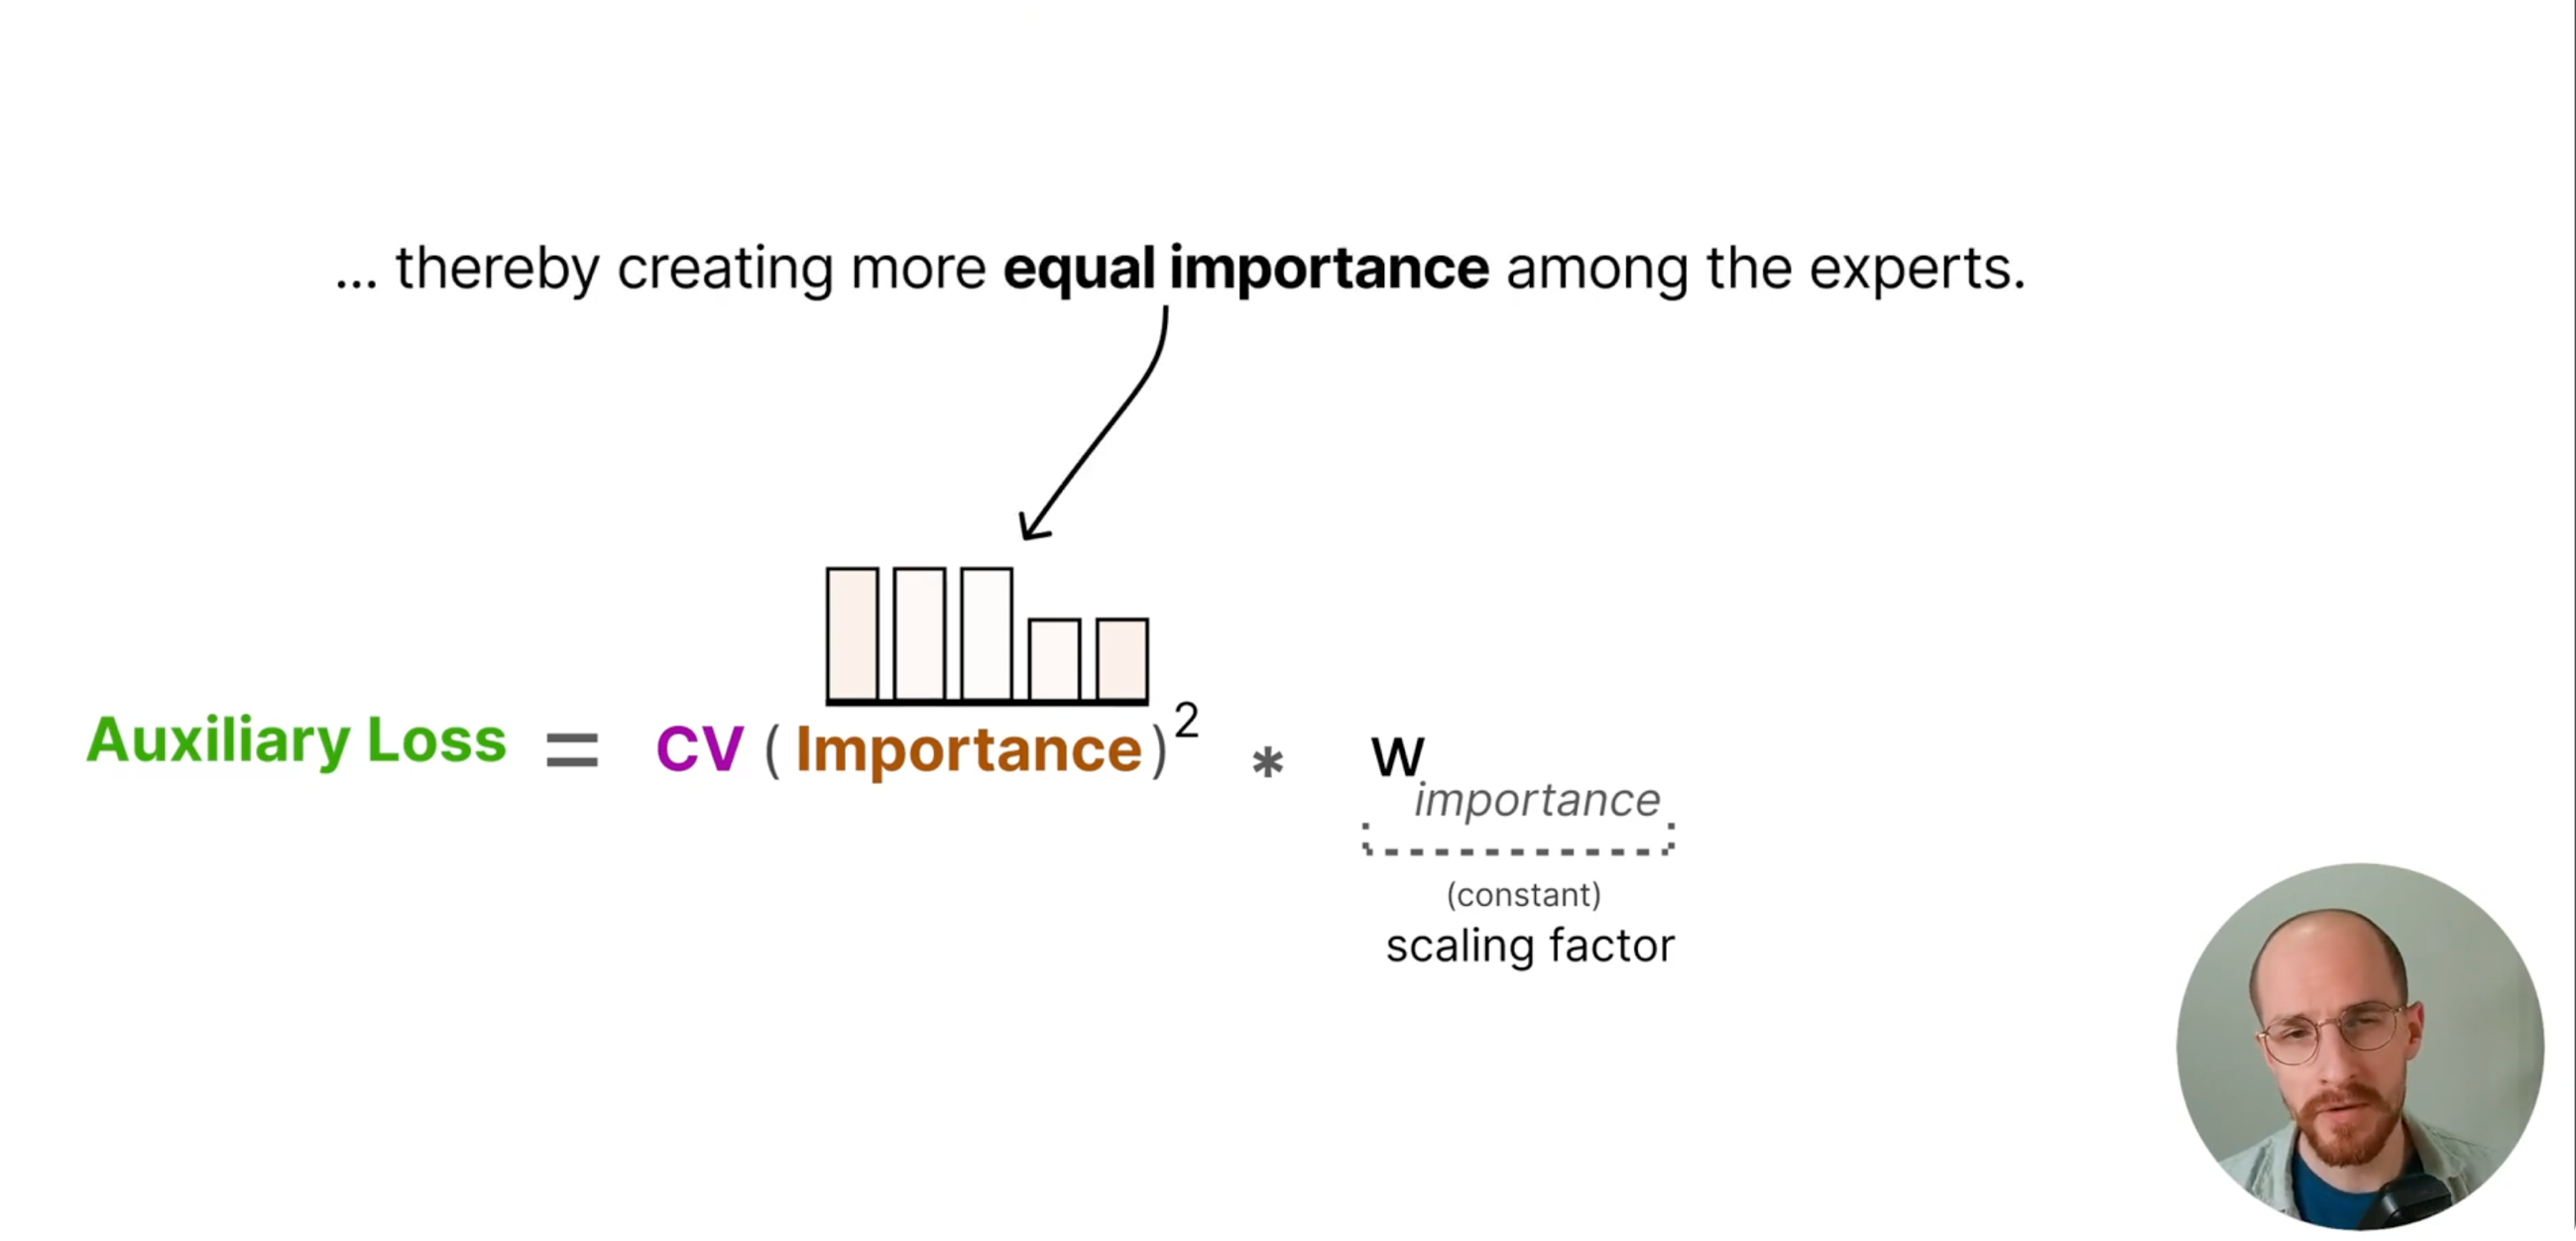 ... thereby creating more equal importance among the experts.
Auxiliary Loss = CV ( Importance )2 * w importance
(constant)
scaling factor